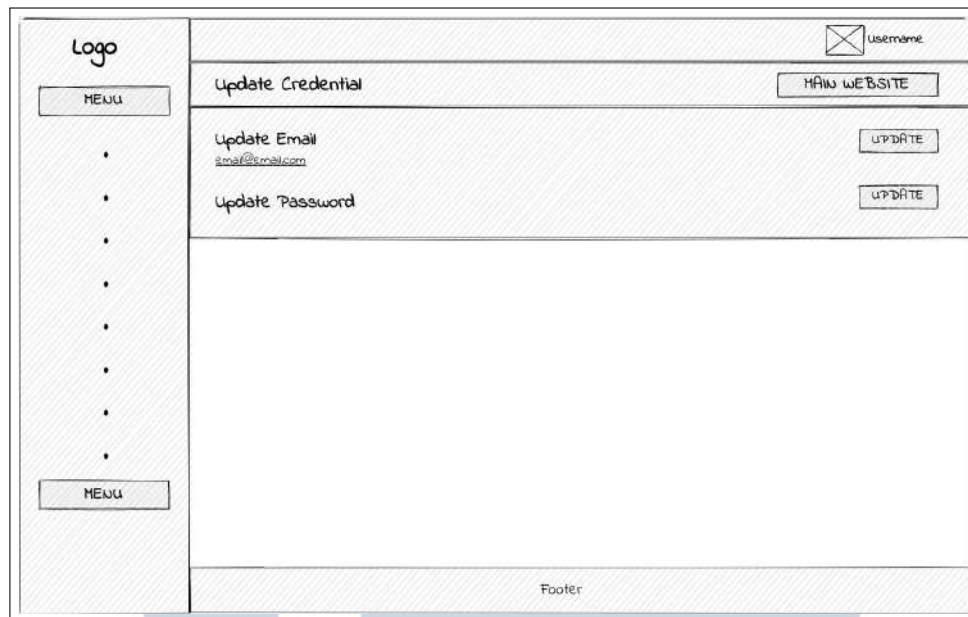 Logo
MENU
MENU
Username
Update Credential
MAIN WEBSITE
Update Email
UPDATE
email@email.com
Update Password
UPDATE
Footer